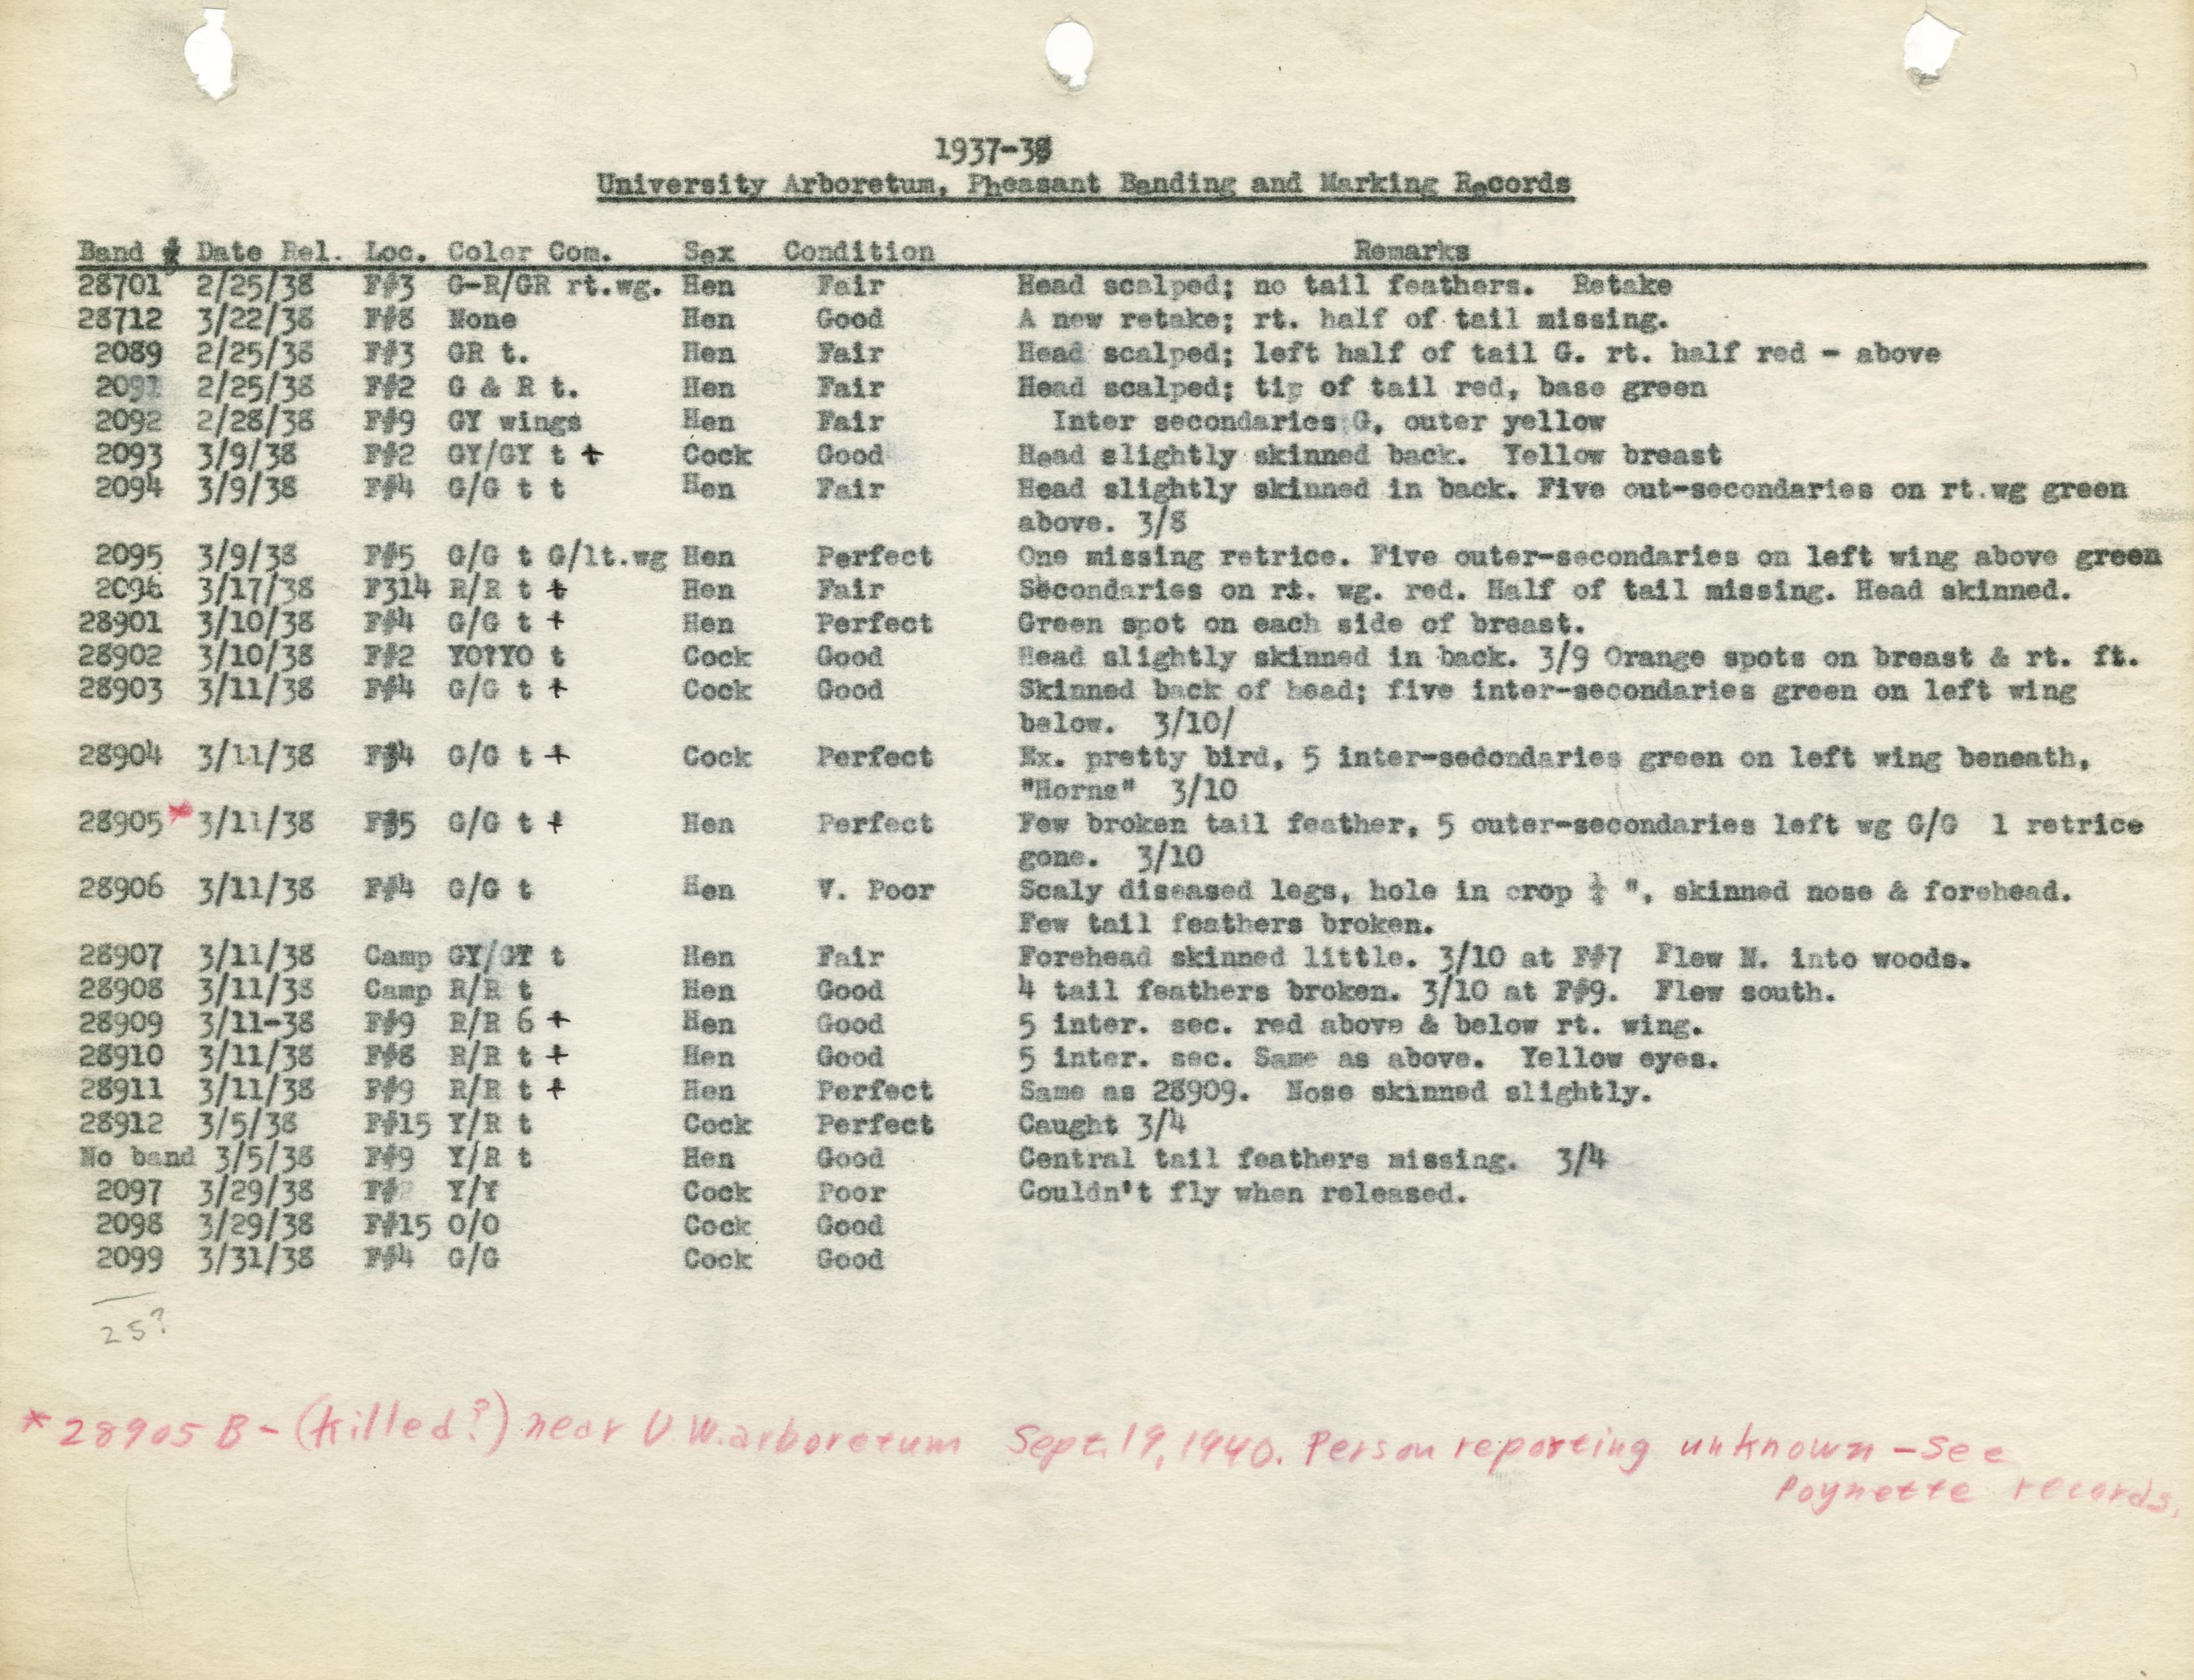 1937-38
University Arboretum, Pheasant Banding and Marking Records
Band # Date Rel. Loc. Color Com. Sex Condition Remarks
28701 2/25/38 F#3 G-R/GR rt.wg. Hen Fair Head scalped; no tail feathers. Retake
28712 3/22/38 F#8 None Hen Good A new retake; rt. half of tail missing.
2089 2/25/38 F#3 GR t. Hen Fair Head scalped; left half of tail G. rt. half red - above
2091 2/25/38 F#2 G & R t. Hen Fair Head scalped; tip of tail red, base green
2092 2/28/38 F#9 GY wings Hen Fair Inter secondaries G, outer yellow
2093 3/9/38 F#2 GY/GY t + Cock Good Head slightly skinned back. Yellow breast
2094 3/9/38 F#4 G/G t t Hen Fair Head slightly skinned in back. Five out-secondaries on rt.wg green
above. 3/8
2095 3/9/38 F#5 G/G t G/lt.wg Hen Perfect One missing retrice. Five outer-secondaries on left wing above green
2096 3/17/38 F314 R/R t + Hen Fair Secondaries on rt. wg. red. Half of tail missing. Head skinned.
28901 3/10/38 F#4 G/G t + Hen Perfect Green spot on each side of breast.
28902 3/10/38 F#2 YO?YO t Cock Good Head slightly skinned in back. 3/9 Orange spots on breast & rt. ft.
28903 3/11/38 F#4 G/G t + Cock Good Skinned back of head; five inter-secondaries green on left wing
below. 3/10/
28904 3/11/38 F#4 G/G t + Cock Perfect Ex. pretty bird, 5 inter-secondaries green on left wing beneath,
"Horns" 3/10
28905* 3/11/38 F#5 G/G t + Hen Perfect Few broken tail feather, 5 outer-secondaries left wg G/G 1 retrice
gone. 3/10
28906 3/11/38 F#4 G/G t Hen V. Poor Scaly diseased legs, hole in crop ", skinned nose & forehead.
Few tail feathers broken.
28907 3/11/38 Camp GY/GY t Hen Fair Forehead skinned little. 3/10 at F#7 Flew N. into woods.
28908 3/11/38 Camp R/R t Hen Good 4 tail feathers broken. 3/10 at F#9. Flew south.
28909 3/11-38 F#9 R/R 6 + Hen Good 5 inter. sec. red above & below rt. wing.
28910 3/11/38 F#8 R/R t + Hen Good 5 inter. sec. Same as above. Yellow eyes.
28911 3/11/38 F#9 R/R t + Hen Perfect Same as 28909. Nose skinned slightly.
28912 3/5/38 F#15 Y/R t Cock Perfect Caught 3/4
No band 3/5/38 F#9 Y/R t Hen Good Central tail feathers missing. 3/4
2097 3/29/38 Y/Y Cock Poor Couldn't fly when released.
2098 3/29/38 F#15 O/O Cock Good
2099 3/31/38 F#4 G/G Cock Good
25?
*28905 B - (killed?) near U.W. arboretum Sept. 19, 1940. Person reporting unknown - See
Poynette records.